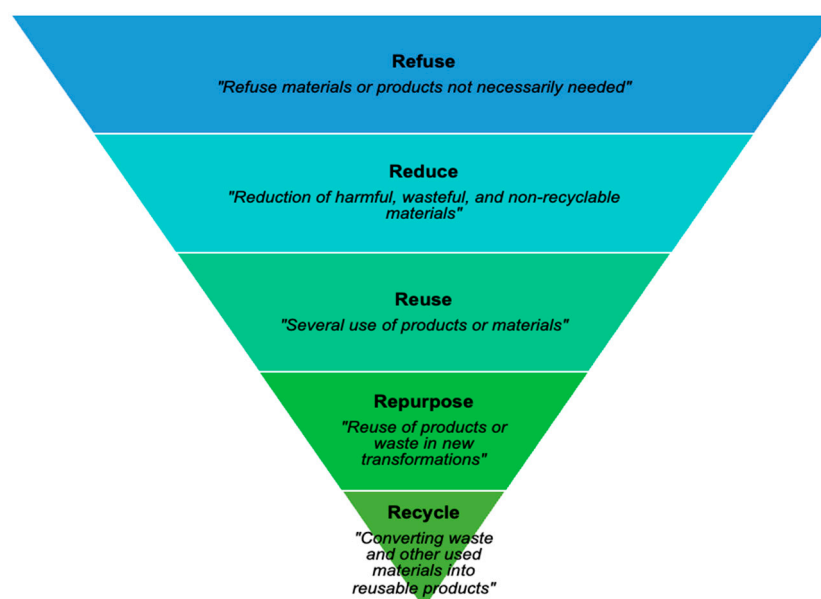 Refuse
"Refuse materials or products not necessarily needed"
Reduce
"Reduction of harmful, wasteful, and non-recyclable
materials"
Reuse
"Several use of products or materials"
Repurpose
"Reuse of products or
waste in new
transformations"
Recycle
"Converting waste
and other used
materials into
reusable products"